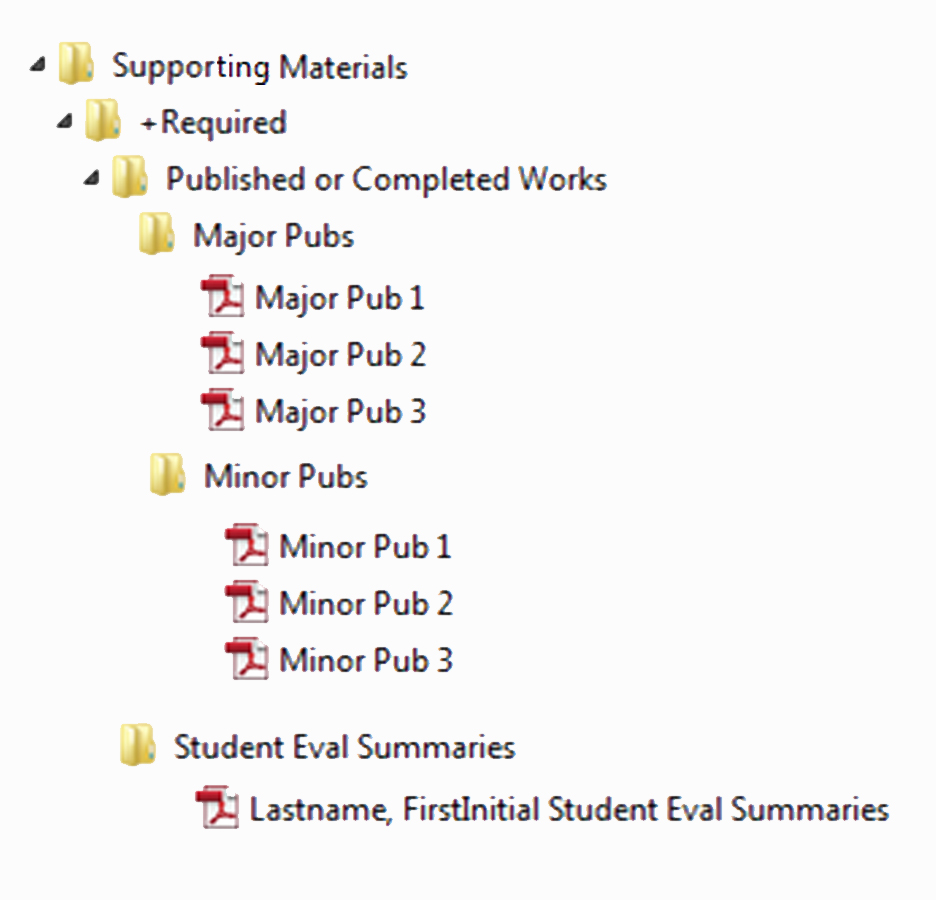 Supporting Materials
+Required
Published or Completed Works
Major Pubs
Major Pub 1
Major Pub 2
Major Pub 3
Minor Pubs
Minor Pub 1
Minor Pub 2
Minor Pub 3
Student Eval Summaries
Lastname, FirstInitial Student Eval Summaries